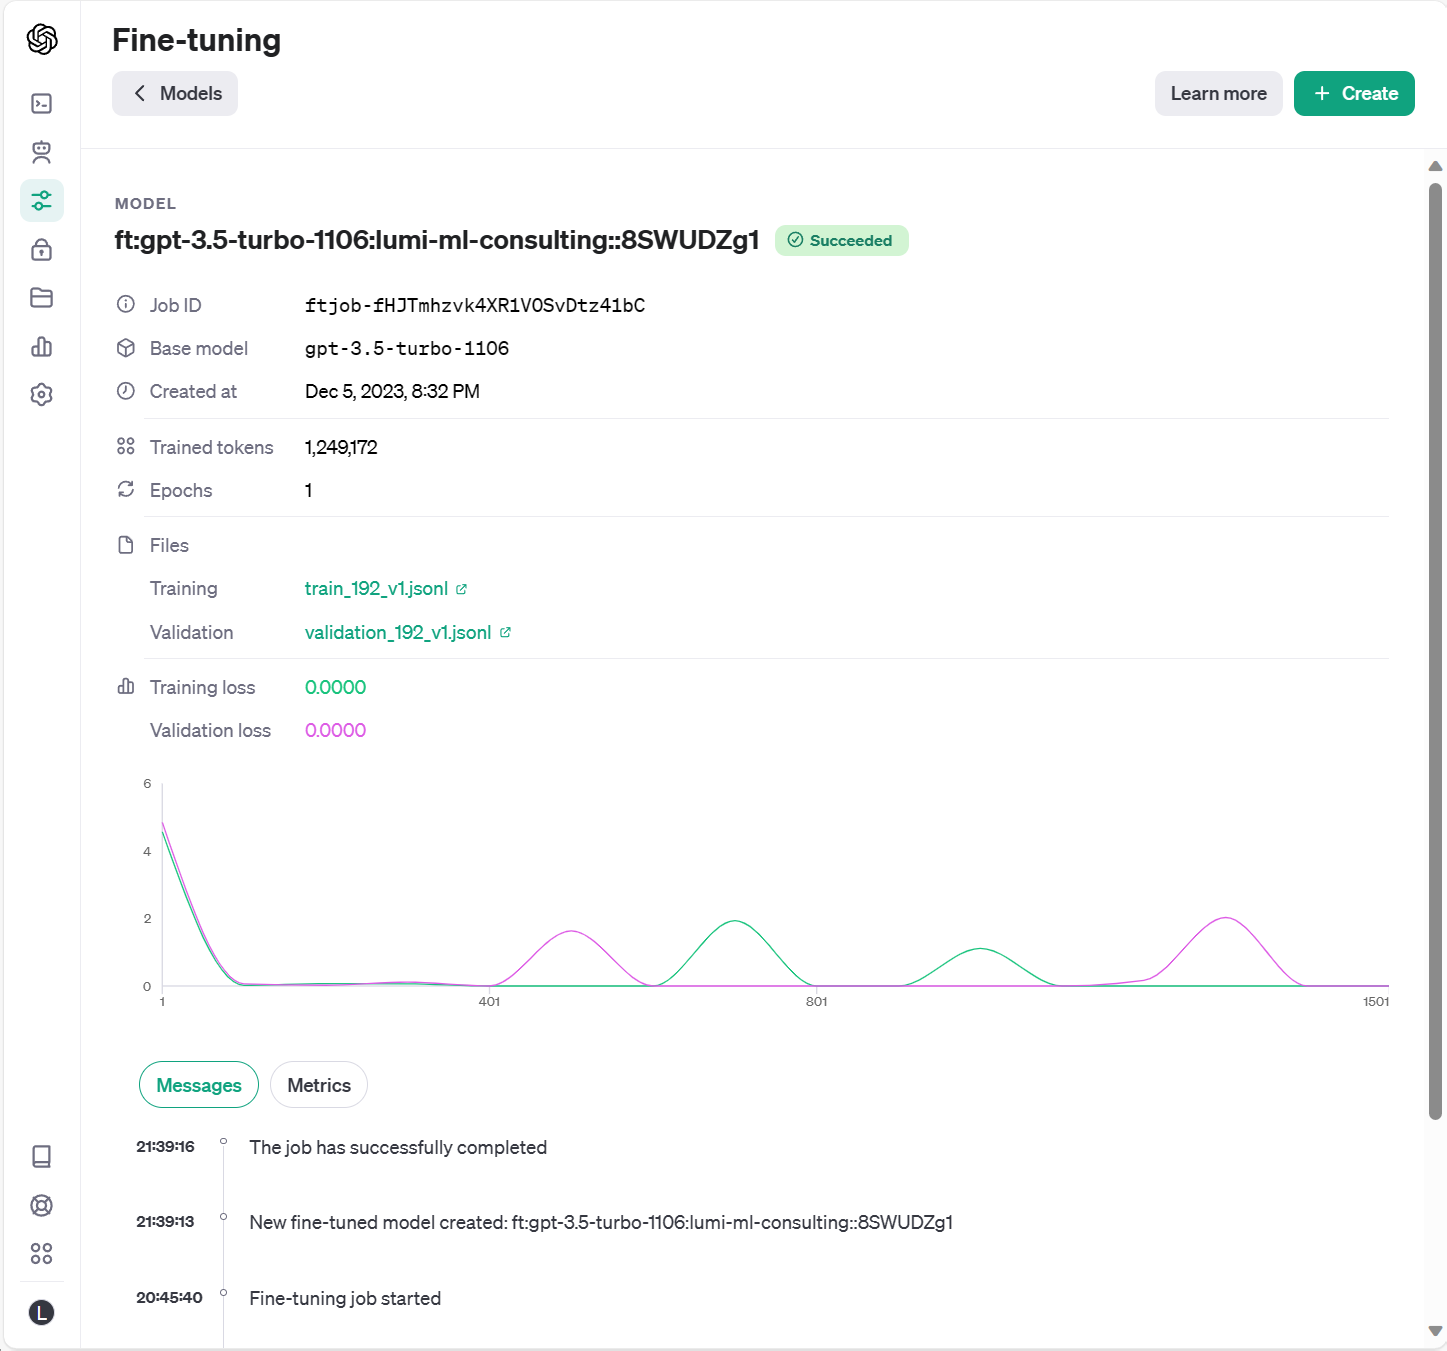 Fine-tuning
Models
Learn more
+ Create
MODEL
ft:gpt-3.5-turbo-1106:lumi-ml-consulting::8SWUDZg1
Succeeded
Job ID ftjob-fHJTmhzvk4XR1VOSvDtz41bC
Base model gpt-3.5-turbo-1106
Created at Dec 5, 2023, 8:32 PM
Trained tokens 1,249,172
Epochs 1
Files
Training train_192_v1.jsonl
Validation validation_192_v1.jsonl
Training loss 0.0000
Validation loss 0.0000
6
4
2
0
1 401 801 1501
Messages Metrics
21:39:16 The job has successfully completed
21:39:13 New fine-tuned model created: ft:gpt-3.5-turbo-1106:lumi-ml-consulting::8SWUDZg1
20:45:40 Fine-tuning job started
L